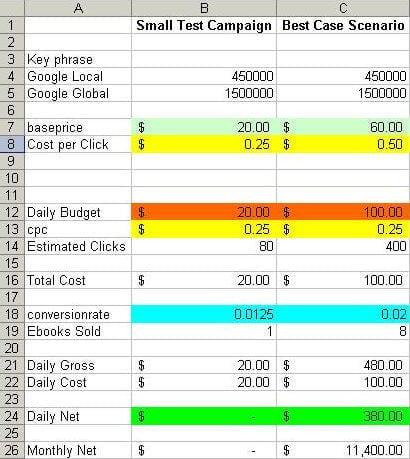 A B C
1 Small Test Campaign Best Case Scenario
2
3 Key phrase
4 Google Local 450000 450000
5 Google Global 1500000 1500000
6
7 baseprice $ 20.00 $ 60.00
8 Cost per Click $ 0.25 $ 0.50
9
10
11
12 Daily Budget $ 20.00 $ 100.00
13 cpc $ 0.25 $ 0.25
14 Estimated Clicks 80 400
15
16 Total Cost $ 20.00 $ 100.00
17
18 conversionrate 0.0125 0.02
19 Ebooks Sold 1 8
20
21 Daily Gross $ 20.00 $ 480.00
22 Daily Cost $ 20.00 $ 100.00
23
24 Daily Net $ - $ 380.00
25
26 Monthly Net $ - $ 11,400.00